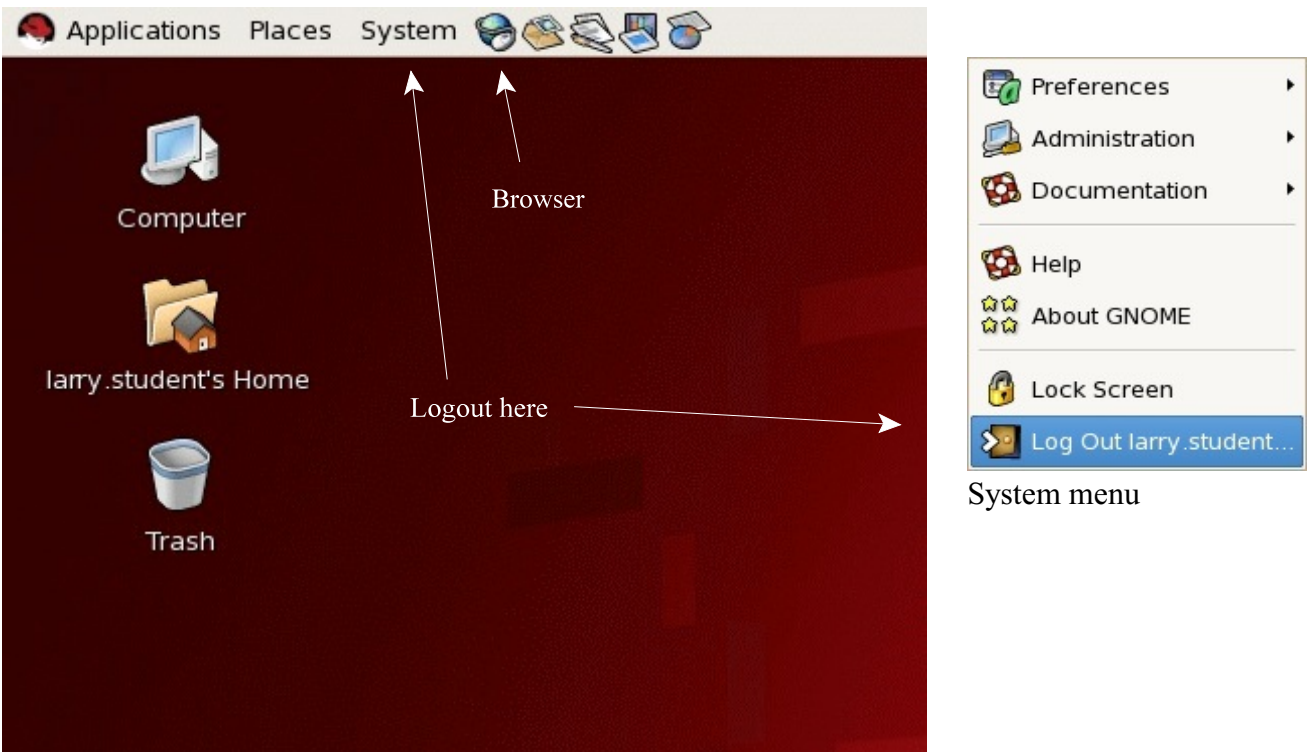 Applications Places System
Computer
larry.student's Home
Trash
Browser
Logout here
Preferences
Administration
Documentation
Help
About GNOME
Lock Screen
Log Out larry.student...
System menu